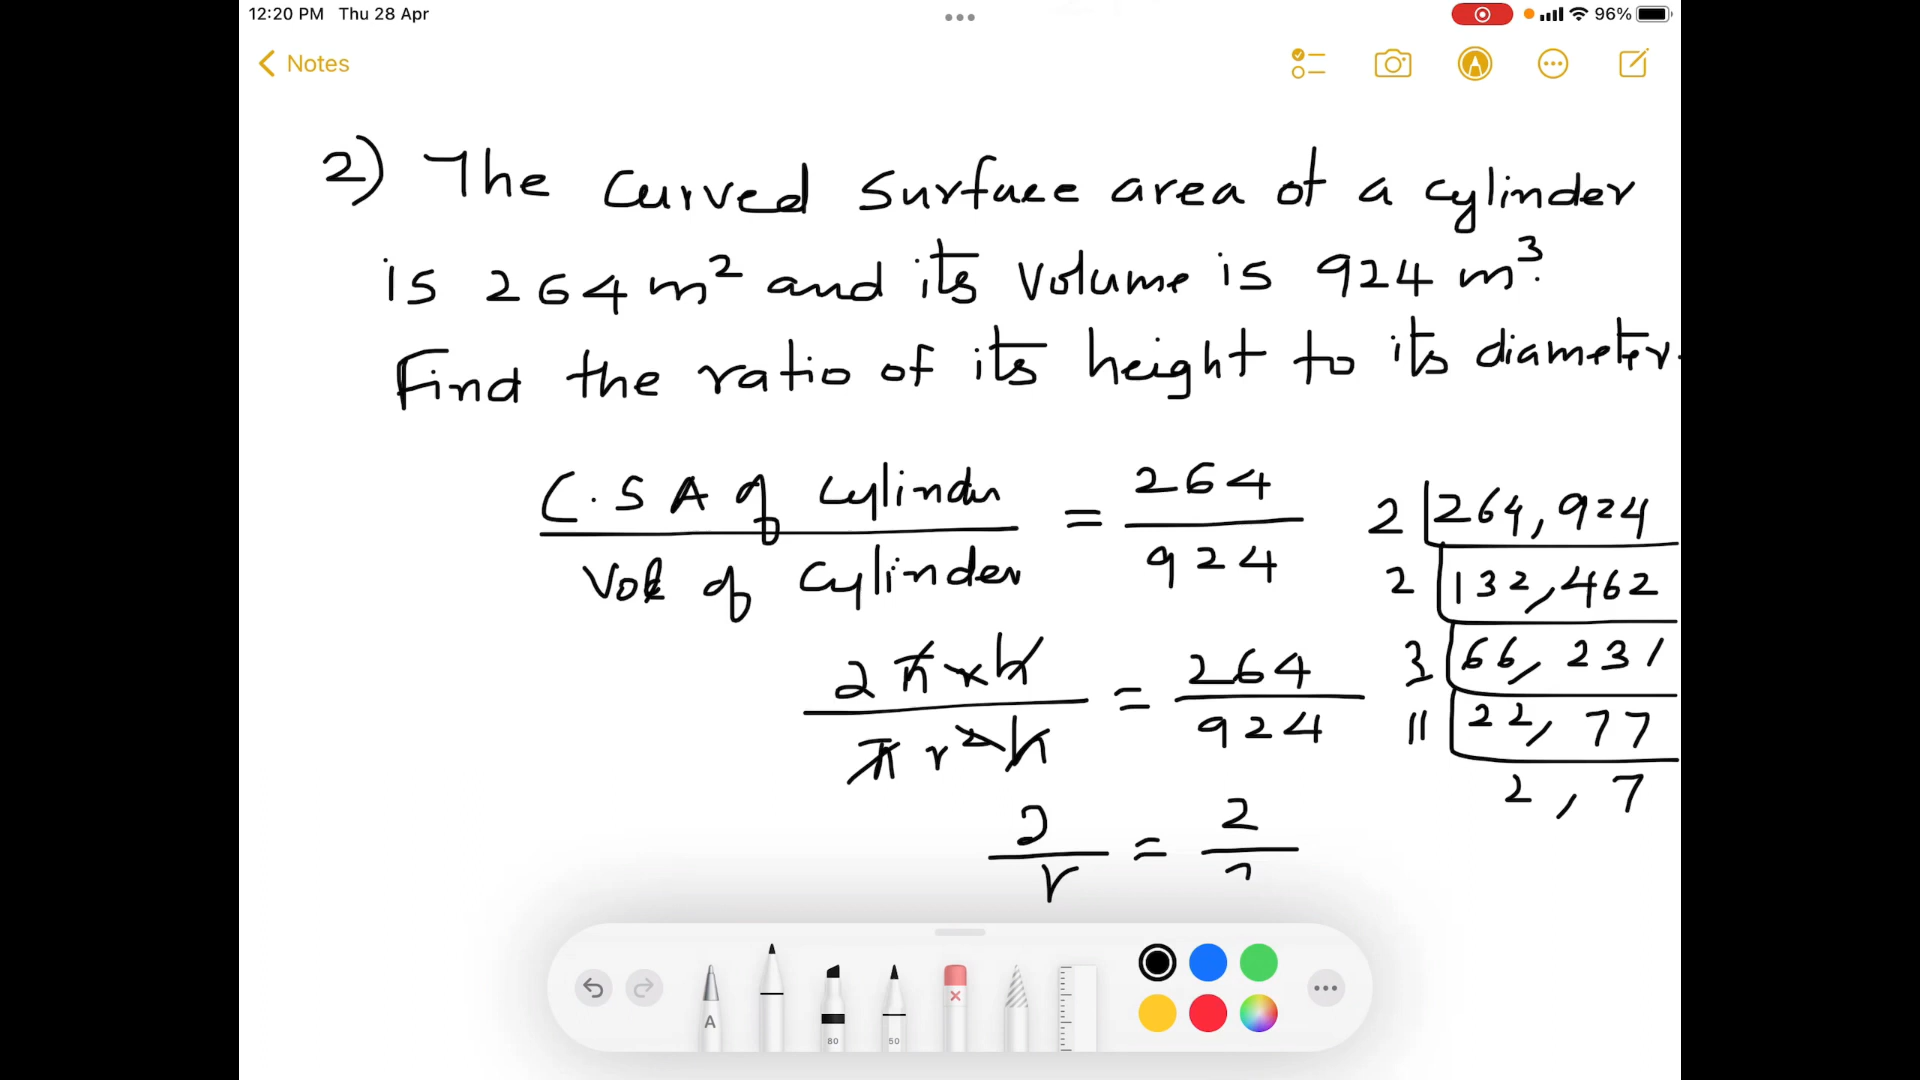 12:20 PM Thu 28 Apr
96%
Notes
2) The curved surface area of a cylinder
is 264 m² and its volume is 924 m³.
Find the ratio of its height to its diameter.
C.S A of cylinder / Vol of cylinder = 264 / 924
2πrh / πr²h = 264 / 924
2 / r = 2 /
2 | 264, 924
2 | 132, 462
3 | 66, 231
11 | 22, 77
2, 7
A
80
50